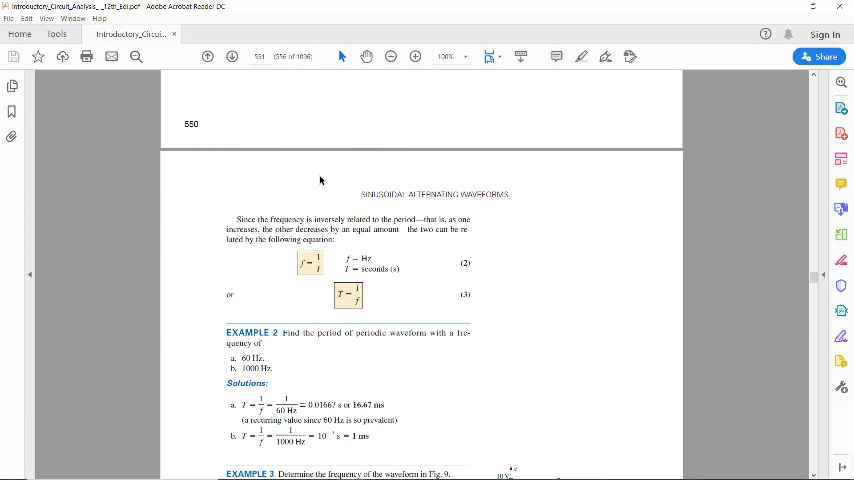 Introductory_Circuit_Analysis_ _12th_Edi.pdf - Adobe Acrobat Reader DC
File Edit View Window Help
Home Tools Introductory_Circui... × Sign In
551 (556 of 1096) 100% Share
550
SINUSOIDAL ALTERNATING WAVEFORMS
Since the frequency is inversely related to the period—that is, as one
increases, the other decreases by an equal amount—the two can be re-
lated by the following equation:
f = 1/T f = Hz (2)
T = seconds (s)
or T = 1/f (3)
EXAMPLE 2 Find the period of periodic waveform with a fre-
quency of
a. 60 Hz.
b. 1000 Hz.
Solutions:
a. T = 1/f = 1/60 Hz = 0.01667 s or 16.67 ms
(a recurring value since 60 Hz is so prevalent)
b. T = 1/f = 1/1000 Hz = 10⁻³ s = 1 ms
EXAMPLE 3 Determine the frequency of the waveform in Fig. 9.
10 V